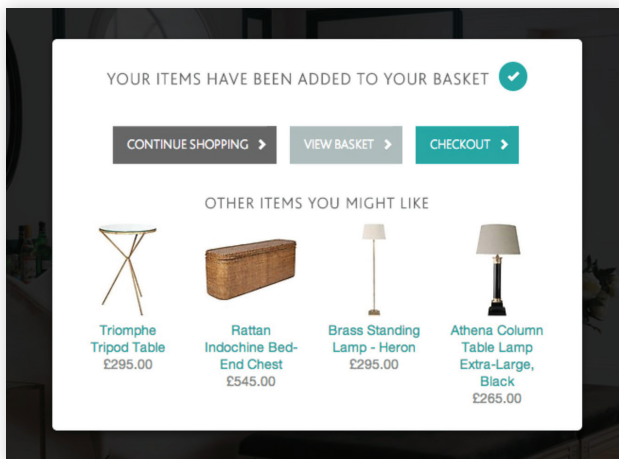 YOUR ITEMS HAVE BEEN ADDED TO YOUR BASKET
CONTINUE SHOPPING
VIEW BASKET
CHECKOUT
OTHER ITEMS YOU MIGHT LIKE
Triomphe
Tripod Table
£295.00
Rattan
Indochine Bed-
End Chest
£545.00
Brass Standing
Lamp - Heron
£295.00
Athena Column
Table Lamp
Extra-Large,
Black
£265.00